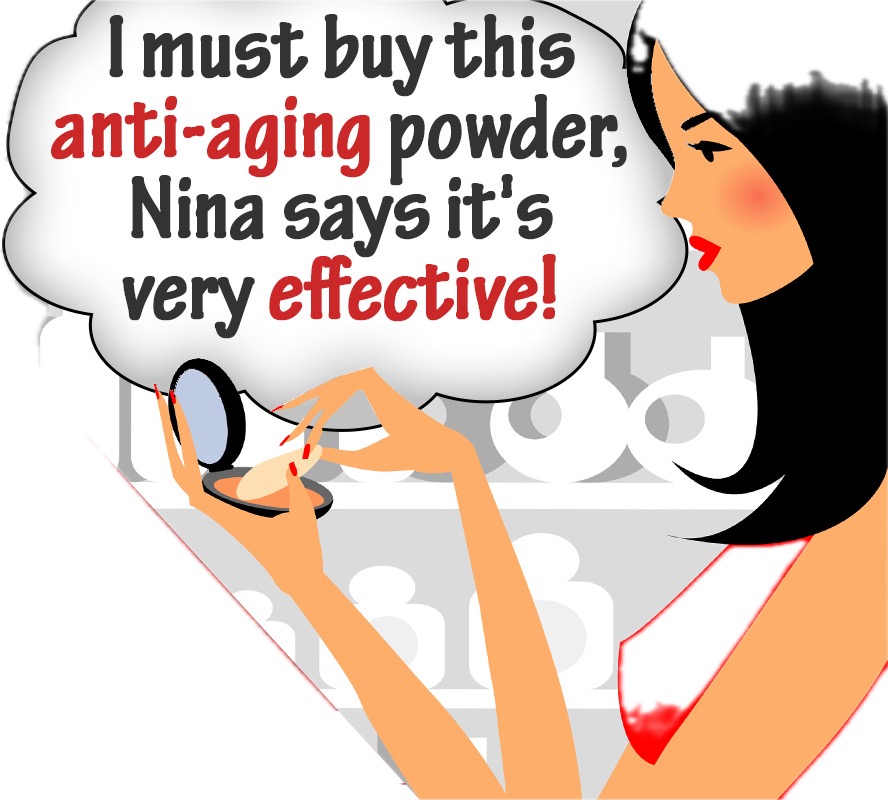 I must buy this
anti-aging powder,
Nina says it's
very effective!